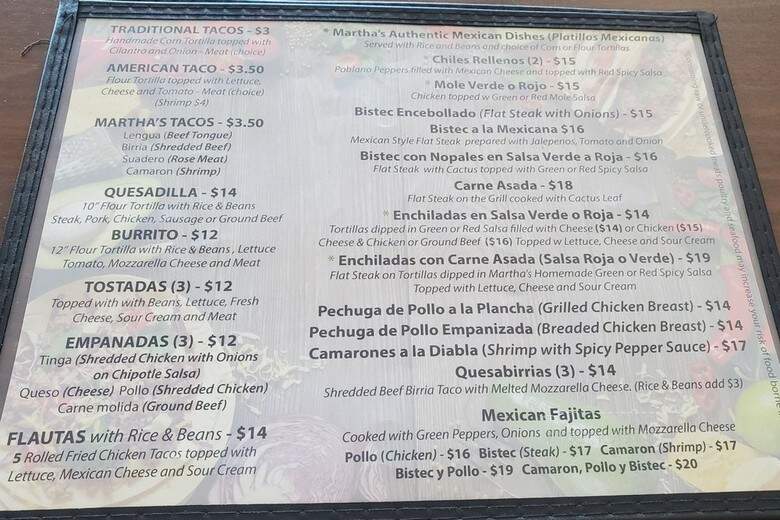 TRADITIONAL TACOS - $3
Handmade Corn Tortilla topped with
Cilantro and Onion - Meat (choice)
AMERICAN TACO - $3.50
Flour Tortilla topped with Lettuce,
Cheese and Tomato - Meat (choice)
(Shrimp $4)
MARTHA'S TACOS - $3.50
Lengua (Beef Tongue)
Birria (Shredded Beef)
Suadero (Rose Meat)
Camaron (Shrimp)
QUESADILLA - $14
10" Flour Tortilla with Rice & Beans
Steak, Pork, Chicken, Sausage or Ground Beef
BURRITO - $12
12" Flour Tortilla with Rice & Beans, Lettuce
Tomato, Mozzarella Cheese and Meat
TOSTADAS (3) - $12
Topped with with Beans, Lettuce, Fresh
Cheese, Sour Cream and Meat
EMPANADAS (3) - $12
Tinga (Shredded Chicken with Onions
on Chipotle Salsa)
Queso (Cheese) Pollo (Shredded Chicken)
Carne molida (Ground Beef)
FLAUTAS with Rice & Beans - $14
5 Rolled Fried Chicken Tacos topped with
Lettuce, Mexican Cheese and Sour Cream
* Martha's Authentic Mexican Dishes (Platillos Mexicanas)
Served with Rice and Beans and choice of Corn or Flour Tortillas
* Chiles Rellenos (2) - $15
Poblano Peppers filled with Mexican Cheese and topped with Red Spicy Salsa
* Mole Verde o Rojo - $15
Chicken topped w Green or Red Mole Salsa
Bistec Encebollado (Flat Steak with Onions) - $15
Bistec a la Mexicana $16
Mexican Style Flat Steak prepared with Jalepenos, Tomato and Onion
Bistec con Nopales en Salsa Verde a Roja - $16
Flat Steak with Cactus topped with Green or Red Spicy Salsa
Carne Asada - $18
Flat Steak on the Grill cooked with Cactus Leaf
* Enchiladas en Salsa Verde o Roja - $14
Tortillas dipped in Green or Red Salsa filled with Cheese ($14) or Chicken ($15)
Cheese & Chicken or Ground Beef ($16) Topped w Lettuce, Cheese and Sour Cream
* Enchiladas con Carne Asada (Salsa Roja o Verde) - $19
Flat Steak on Tortillas dipped in Martha's Homemade Green or Red Spicy Salsa
Topped with Lettuce, Cheese and Sour Cream
Pechuga de Pollo a la Plancha (Grilled Chicken Breast) - $14
Pechuga de Pollo Empanizada (Breaded Chicken Breast) - $14
Camarones a la Diabla (Shrimp with Spicy Pepper Sauce) - $17
Quesabirrias (3) - $14
Shredded Beef Birria Taco with Melted Mozzarella Cheese. (Rice & Beans add $3)
Mexican Fajitas
Cooked with Green Peppers, Onions and topped with Mozzarella Cheese
Pollo (Chicken) - $16 Bistec (Steak) - $17 Camaron (Shrimp) - $17
Bistec y Pollo - $19 Camaron, Pollo y Bistec - $20
or undercooked meats poultry and seafood may increase your risk of food borne